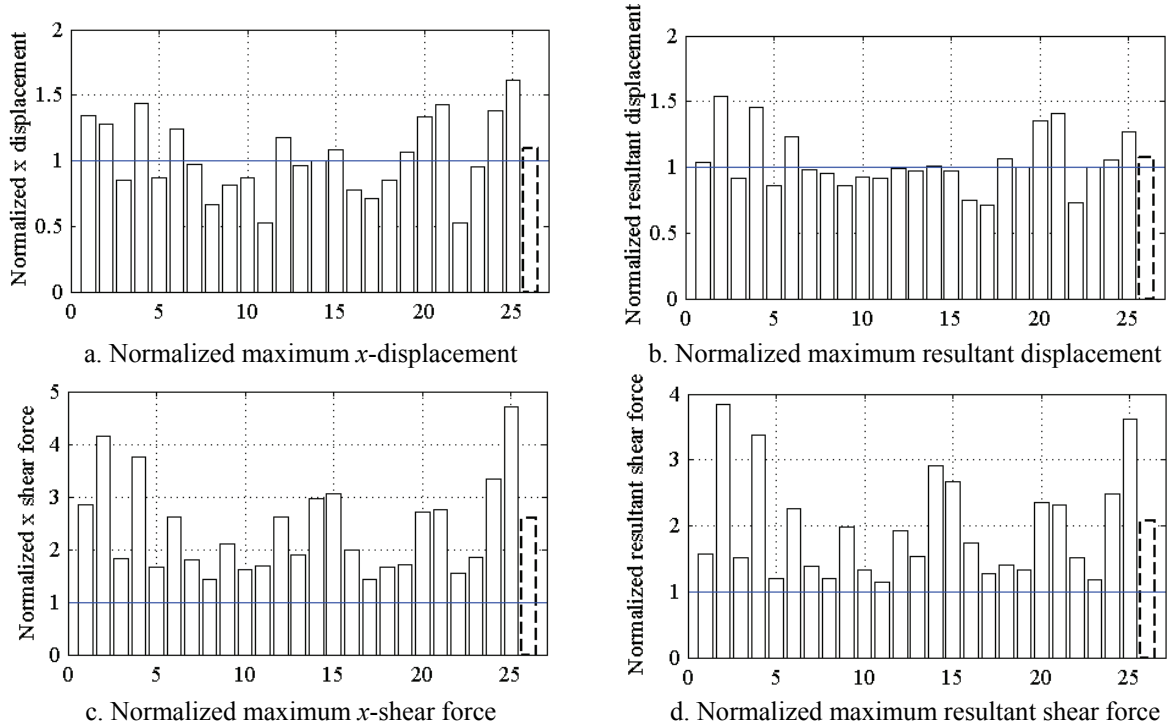 Normalized x displacement
2
1.5
1
0.5
0
0 5 10 15 20 25
a. Normalized maximum x-displacement
Normalized resultant displacement
2
1.5
1
0.5
0
0 5 10 15 20 25
b. Normalized maximum resultant displacement
Normalized x shear force
5
4
3
2
1
0
0 5 10 15 20 25
c. Normalized maximum x-shear force
Normalized resultant shear force
4
3
2
1
0
0 5 10 15 20 25
d. Normalized maximum resultant shear force